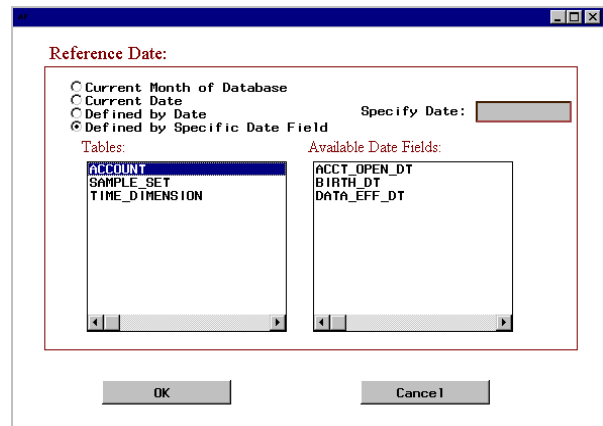 Reference Date:
Current Month of Database
Current Date
Defined by Date
Specify Date:
Defined by Specific Date Field
Tables:
Available Date Fields:
ACCOUNT
SAMPLE_SET
TIME_DIMENSION
ACCT_OPEN_DT
BIRTH_DT
DATA_EFF_DT
OK
Cancel